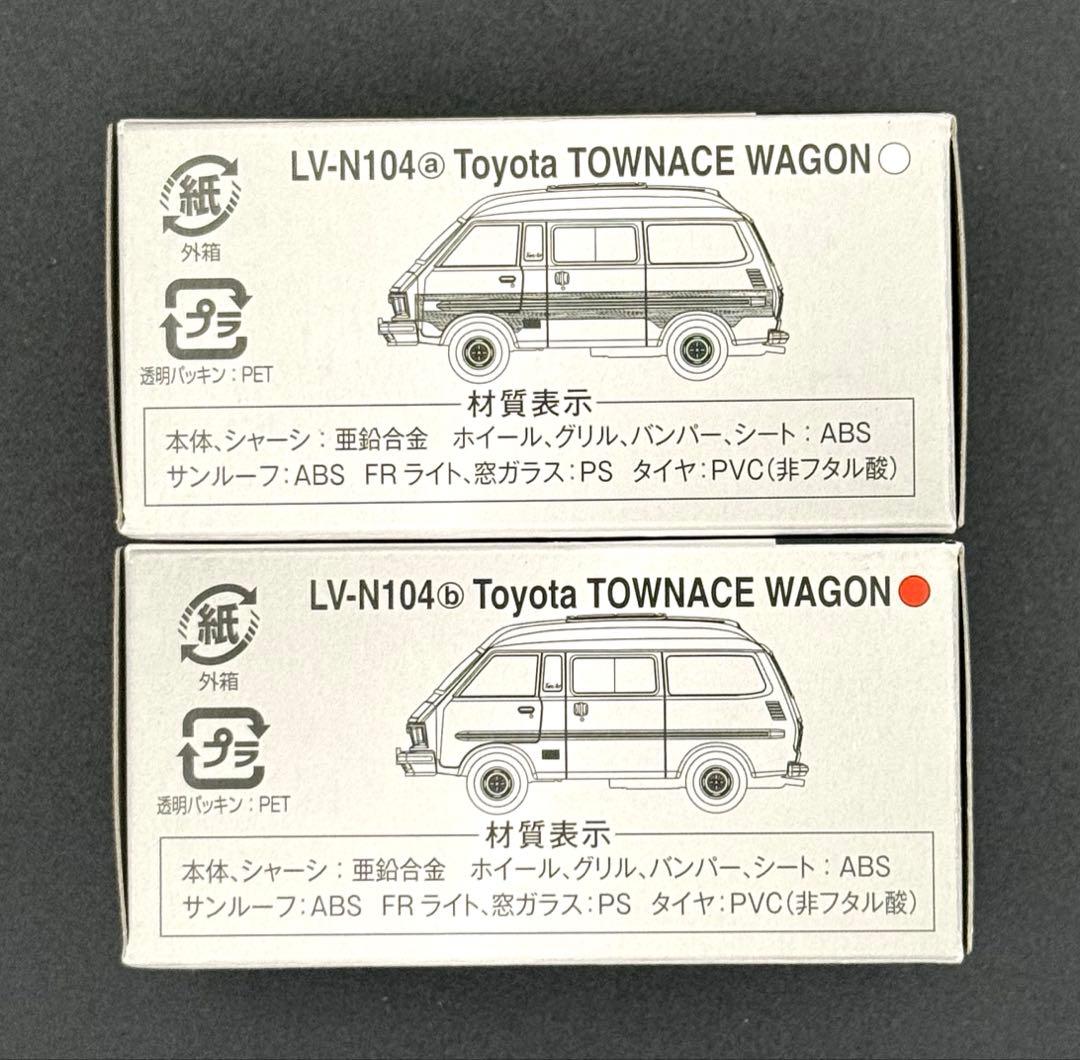 LV-N104ⓐ Toyota TOWNACE WAGON
紙
外箱
プラ
透明パッキン：PET
材質表示
本体、シャーシ：亜鉛合金 ホイール、グリル、バンパー、シート：ABS
サンルーフ：ABS FRライト、窓ガラス：PS タイヤ：PVC（非フタル酸）
LV-N104ⓑ Toyota TOWNACE WAGON
紙
外箱
プラ
透明パッキン：PET
材質表示
本体、シャーシ：亜鉛合金 ホイール、グリル、バンパー、シート：ABS
サンルーフ：ABS FRライト、窓ガラス：PS タイヤ：PVC（非フタル酸）